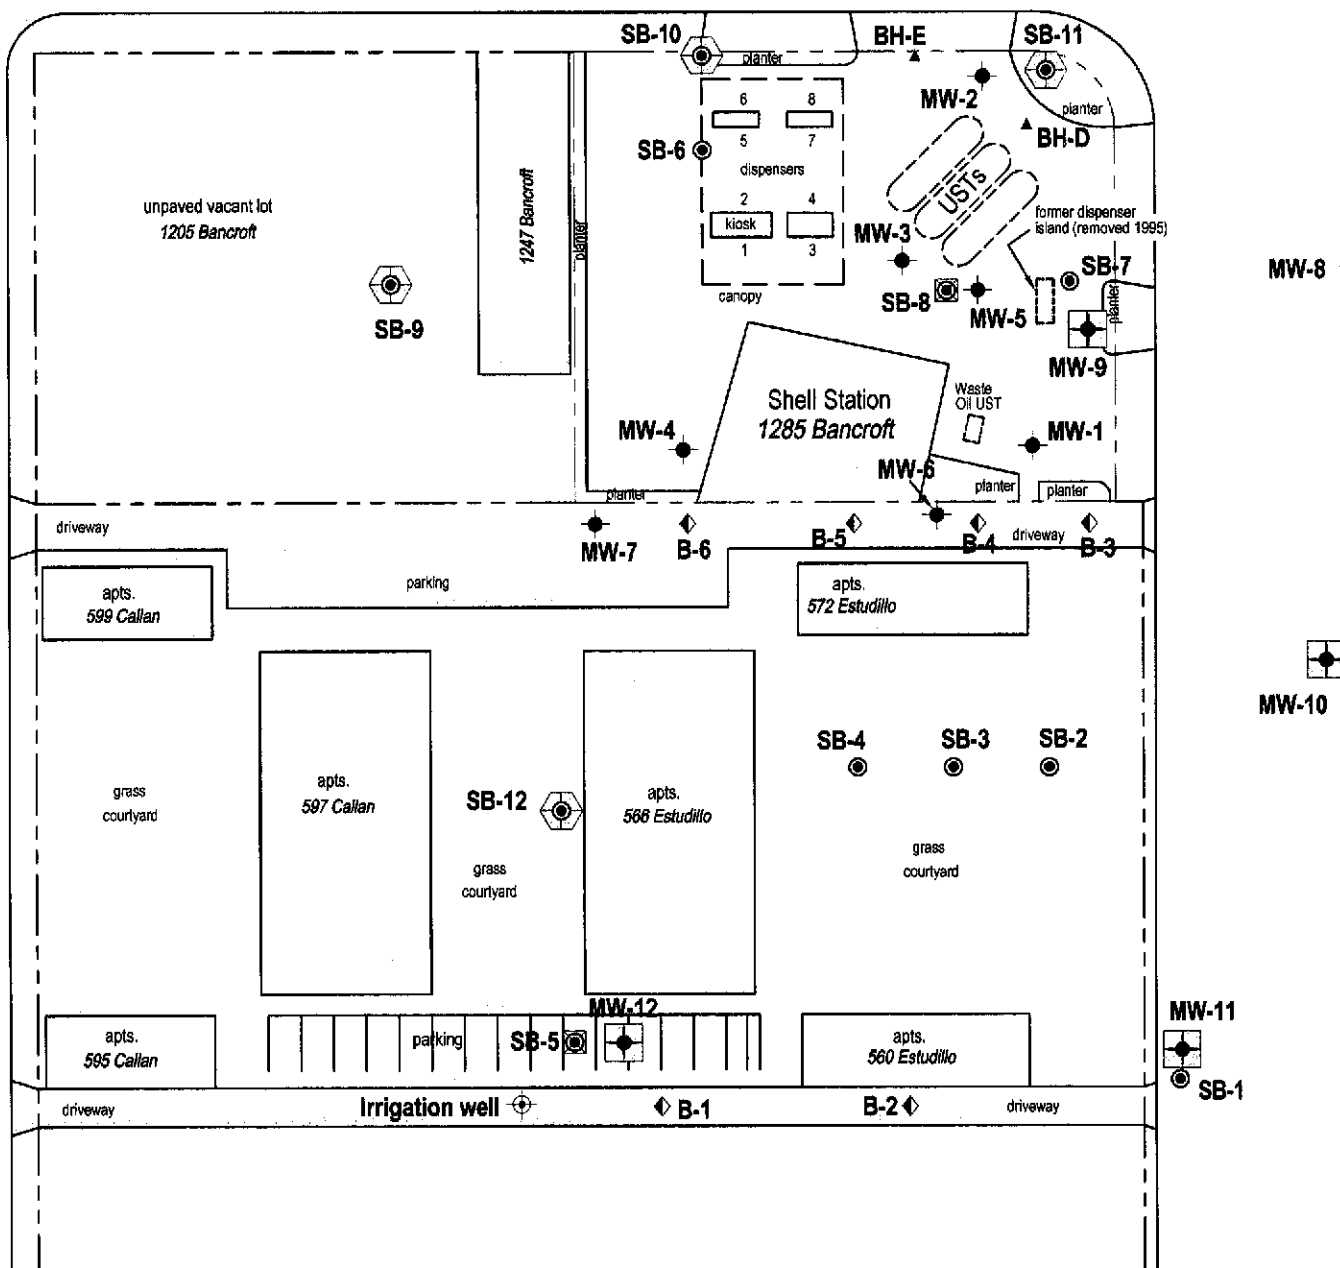 SB-10
BH-E
SB-11
planter
MW-2
planter
BH-D
6
8
5
7
SB-6
dispensers
USTs
unpaved vacant lot
1205 Bancroft
1247 Bancroft
planter
2
4
kiosk
1
3
former dispenser
island (removed 1995)
MW-3
SB-7
MW-8
SB-8
MW-5
planter
canopy
SB-9
MW-9
Shell Station
1285 Bancroft
Waste
Oil UST
MW-4
MW-1
MW-6
planter
planter
planter
driveway
MW-7
B-6
B-5
B-4
driveway
B-3
parking
apts.
599 Callan
apts.
572 Estudillo
MW-10
SB-4
SB-3
SB-2
apts.
597 Callan
SB-12
apts.
566 Estudillo
grass
courtyard
grass
courtyard
grass
courtyard
MW-12
MW-11
apts.
595 Callan
parking
SB-5
apts.
560 Estudillo
SB-1
driveway
Irrigation well
B-1
B-2
driveway